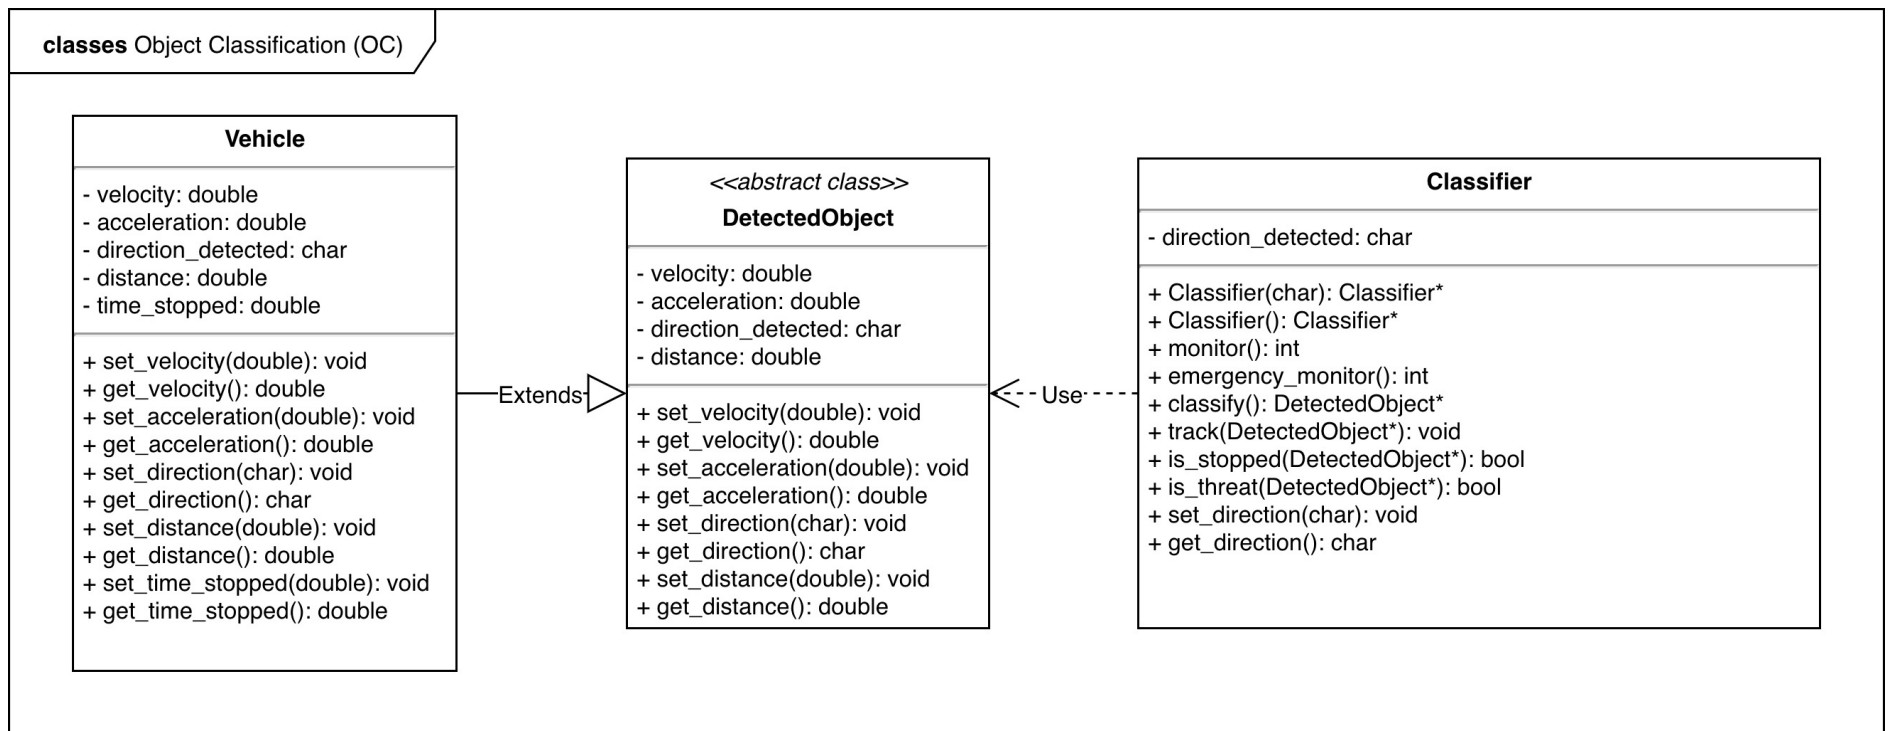 classes Object Classification (OC)
Vehicle
- velocity: double
- acceleration: double
- direction_detected: char
- distance: double
- time_stopped: double
+ set_velocity(double): void
+ get_velocity(): double
+ set_acceleration(double): void
+ get_acceleration(): double
+ set_direction(char): void
+ get_direction(): char
+ set_distance(double): void
+ get_distance(): double
+ set_time_stopped(double): void
+ get_time_stopped(): double
Extends
<<abstract class>>
DetectedObject
- velocity: double
- acceleration: double
- direction_detected: char
- distance: double
+ set_velocity(double): void
+ get_velocity(): double
+ set_acceleration(double): void
+ get_acceleration(): double
+ set_direction(char): void
+ get_direction(): char
+ set_distance(double): void
+ get_distance(): double
Use
Classifier
- direction_detected: char
+ Classifier(char): Classifier*
+ Classifier(): Classifier*
+ monitor(): int
+ emergency_monitor(): int
+ classify(): DetectedObject*
+ track(DetectedObject*): void
+ is_stopped(DetectedObject*): bool
+ is_threat(DetectedObject*): bool
+ set_direction(char): void
+ get_direction(): char